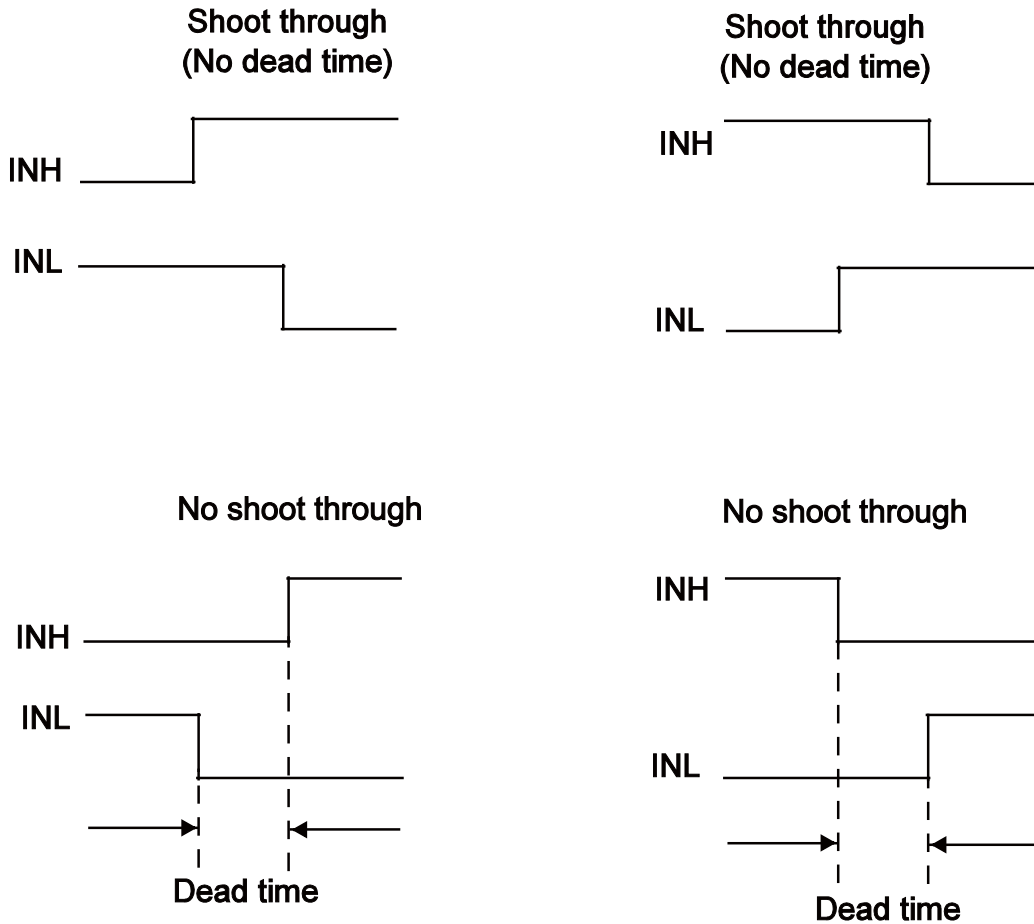 Shoot through
(No dead time)
INH
INL
Shoot through
(No dead time)
INH
INL
No shoot through
INH
INL
Dead time
No shoot through
INH
INL
Dead time